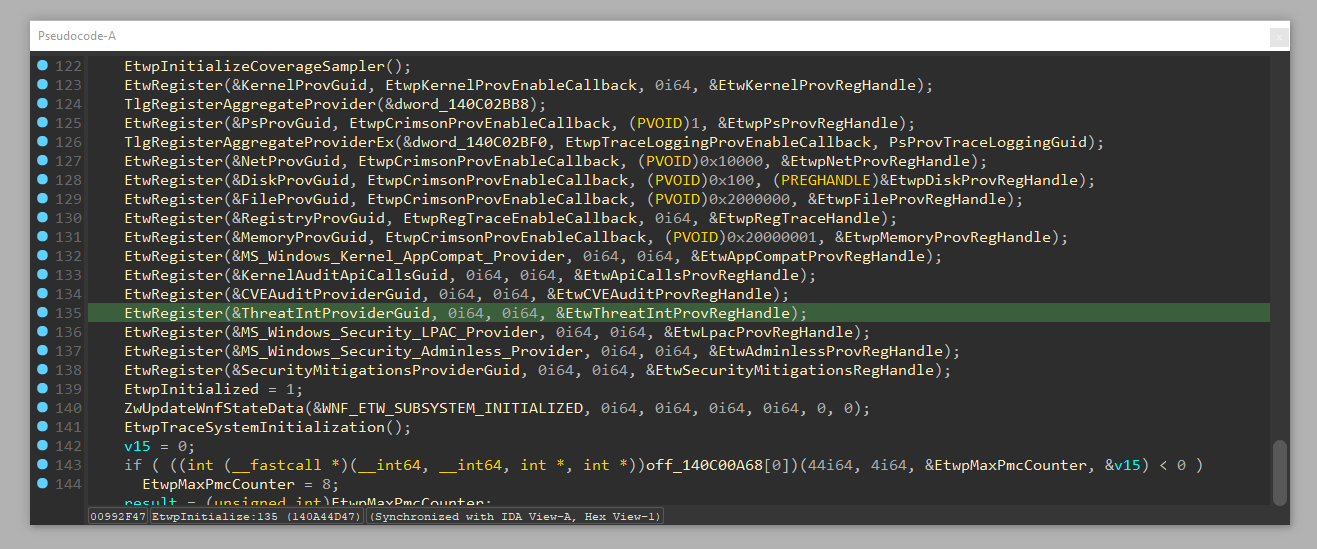 Pseudocode-A
122 EtwpInitializeCoverageSampler();
123 EtwRegister(&KernelProvGuid, EtwpKernelProvEnableCallback, 0i64, &EtwKernelProvRegHandle);
124 TlgRegisterAggregateProvider(&dword_140C02BB8);
125 EtwRegister(&PsProvGuid, EtwpCrimsonProvEnableCallback, (PVOID)1, &EtwpPsProvRegHandle);
126 TlgRegisterAggregateProviderEx(&dword_140C02BF0, EtwpTraceLoggingProvEnableCallback, PsProvTraceLoggingGuid);
127 EtwRegister(&NetProvGuid, EtwpCrimsonProvEnableCallback, (PVOID)0x10000, &EtwpNetProvRegHandle);
128 EtwRegister(&DiskProvGuid, EtwpCrimsonProvEnableCallback, (PVOID)0x100, (PREGHANDLE)&EtwpDiskProvRegHandle);
129 EtwRegister(&FileProvGuid, EtwpCrimsonProvEnableCallback, (PVOID)0x2000000, &EtwpFileProvRegHandle);
130 EtwRegister(&RegistryProvGuid, EtwpRegTraceEnableCallback, 0i64, &EtwpRegTraceHandle);
131 EtwRegister(&MemoryProvGuid, EtwpCrimsonProvEnableCallback, (PVOID)0x20000001, &EtwpMemoryProvRegHandle);
132 EtwRegister(&MS_Windows_Kernel_AppCompat_Provider, 0i64, 0i64, &EtwAppCompatProvRegHandle);
133 EtwRegister(&KernelAuditApiCallsGuid, 0i64, 0i64, &EtwApiCallsProvRegHandle);
134 EtwRegister(&CVEAuditProviderGuid, 0i64, 0i64, &EtwCVEAuditProvRegHandle);
135 EtwRegister(&ThreatIntProviderGuid, 0i64, 0i64, &EtwThreatIntProvRegHandle);
136 EtwRegister(&MS_Windows_Security_LPAC_Provider, 0i64, 0i64, &EtwLpacProvRegHandle);
137 EtwRegister(&MS_Windows_Security_Adminless_Provider, 0i64, 0i64, &EtwAdminlessProvRegHandle);
138 EtwRegister(&SecurityMitigationsProviderGuid, 0i64, 0i64, &EtwSecurityMitigationsRegHandle);
139 EtwpInitialized = 1;
140 ZwUpdateWnfStateData(&WNF_ETW_SUBSYSTEM_INITIALIZED, 0i64, 0i64, 0i64, 0i64, 0, 0);
141 EtwpTraceSystemInitialization();
142 v15 = 0;
143 if ( ((int (__fastcall *)(__int64, __int64, int *, int *))off_140C00A68[0])(44i64, 4i64, &EtwpMaxPmcCounter, &v15) < 0 )
144 EtwpMaxPmcCounter = 8;
result = (unsigned int)EtwpMaxPmcCounter;
00992F47 EtwpInitialize:135 (140A44D47) (Synchronized with IDA View-A, Hex View-1)